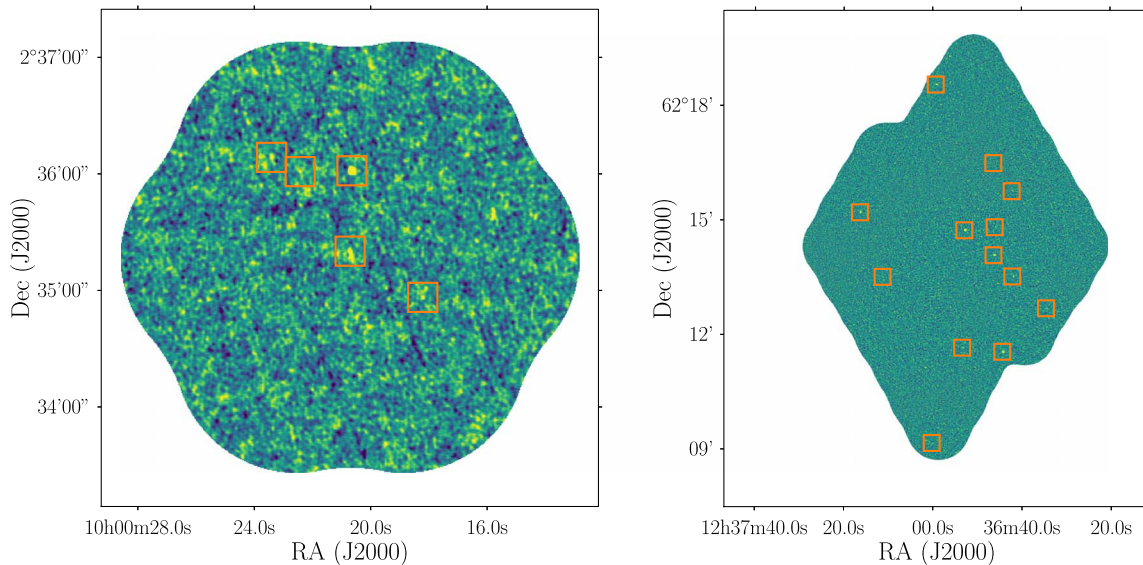 2°37'00"
36'00"
35'00"
34'00"
Dec (J2000)
10h00m28.0s 24.0s 20.0s 16.0s
RA (J2000)
62°18'
15'
12'
09'
Dec (J2000)
12h37m40.0s 20.0s 00.0s 36m40.0s 20.0s
RA (J2000)